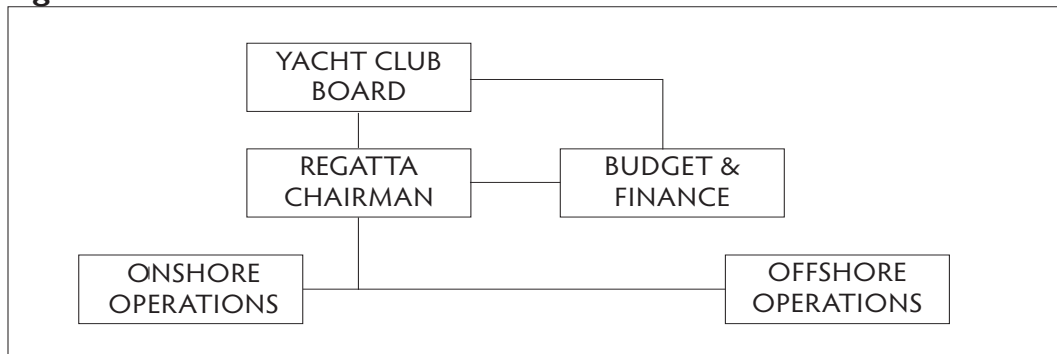 YACHT CLUB
BOARD
REGATTA
CHAIRMAN
BUDGET &
FINANCE
ONSHORE
OPERATIONS
OFFSHORE
OPERATIONS